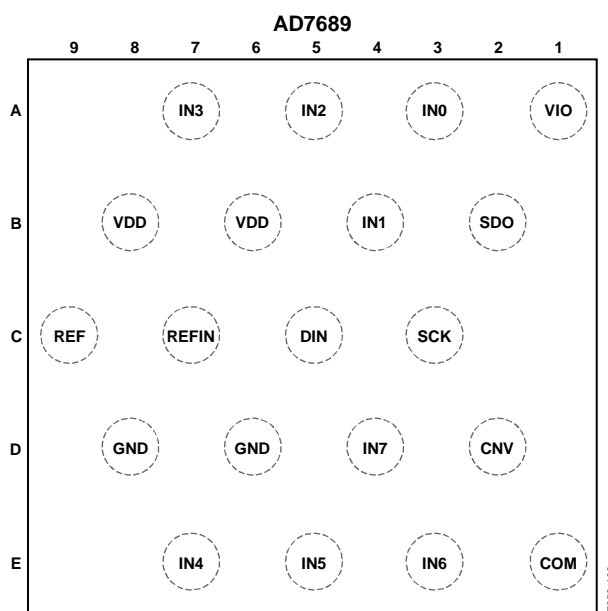 AD7689
9 8 7 6 5 4 3 2 1
A IN3 IN2 IN0 VIO
B VDD VDD IN1 SDO
C REF REFIN DIN SCK
D GND GND IN7 CNV
E IN4 IN5 IN6 COM